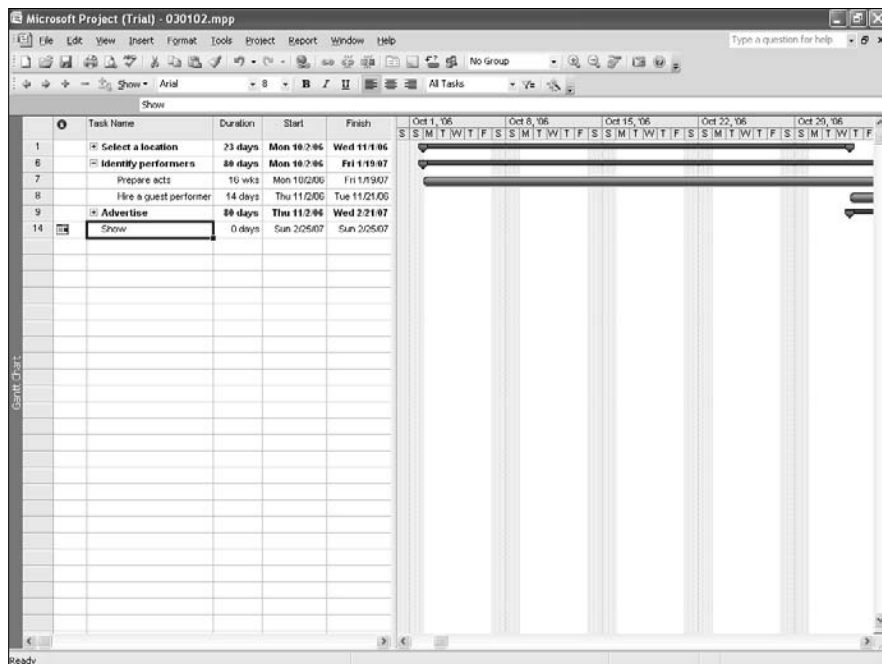 Microsoft Project (Trial) - 030102.mpp
File Edit View Insert Format Tools Project Report Window Help
Type a question for help
No Group
Show Arial 8 B I U All Tasks
Show
Task Name Duration Start Finish Oct 1, '06 Oct 8, '06 Oct 15, '06 Oct 22, '06 Oct 29, '06
S S M T W T F S S M T W T F S S M T W T F S S M T W T F S S M T W T F
1 Select a location 23 days Mon 10/2/06 Wed 11/1/06
6 Identify performers 80 days Mon 10/2/06 Fri 1/19/07
7 Prepare acts 16 wks Mon 10/2/06 Fri 1/19/07
8 Hire a guest performer 14 days Thu 11/2/06 Tue 11/21/06
9 Advertise 80 days Thu 11/2/06 Wed 2/21/07
14 Show 0 days Sun 2/25/07 Sun 2/25/07
Gantt Chart
Ready